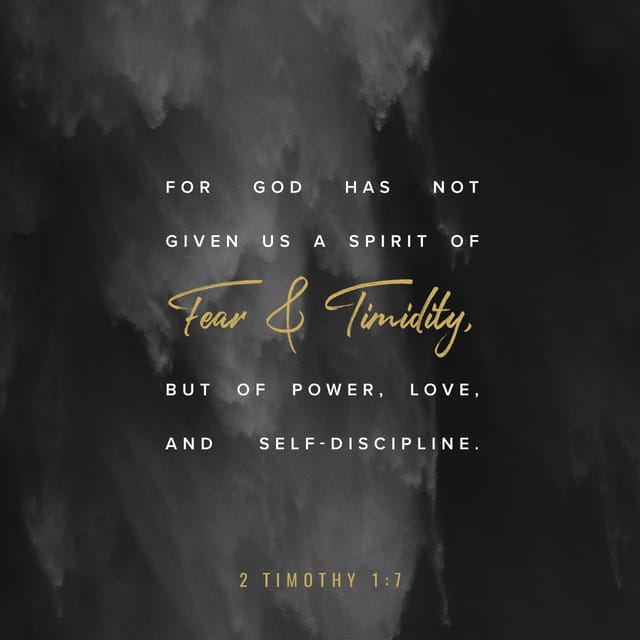 FOR GOD HAS NOT
GIVEN US A SPIRIT OF
Fear & Timidity,
BUT OF POWER, LOVE,
AND SELF-DISCIPLINE.
2 TIMOTHY 1:7